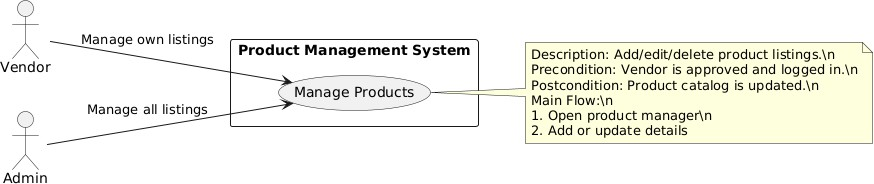 Manage own listings
Vendor
Product Management System
Manage Products
Manage all listings
Admin
Description: Add/edit/delete product listings.\n
Precondition: Vendor is approved and logged in.\n
Postcondition: Product catalog is updated.\n
Main Flow:\n
1. Open product manager\n
2. Add or update details